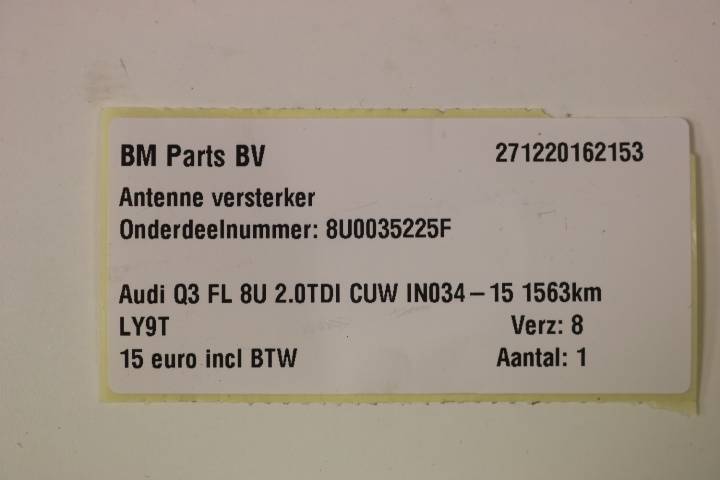 BM Parts BV 271220162153
Antenne versterker
Onderdeelnummer: 8U0035225F
Audi Q3 FL 8U 2.0TDI CUW IN034-15 1563km
LY9T Verz: 8
15 euro incl BTW Aantal: 1